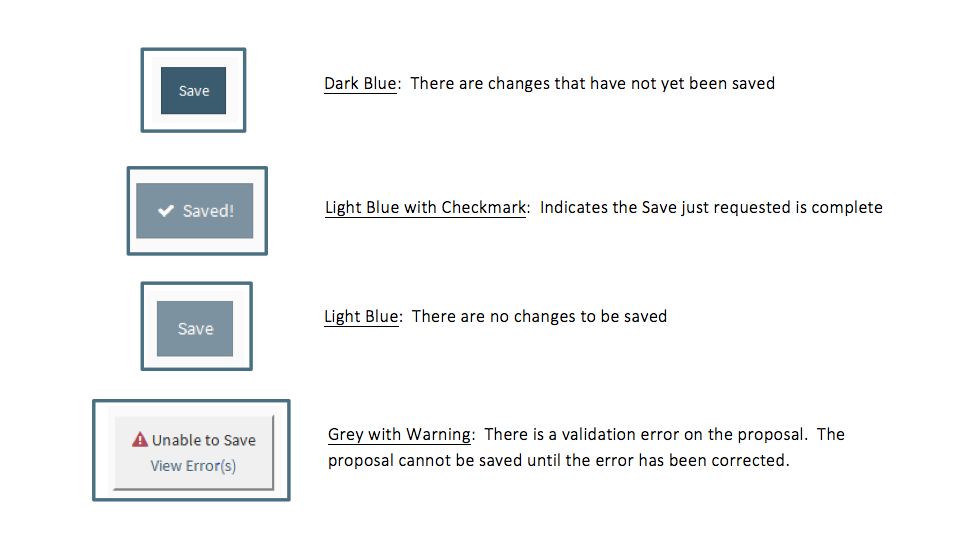 Save
Dark Blue:  There are changes that have not yet been saved
Saved!
Light Blue with Checkmark:  Indicates the Save just requested is complete
Save
Light Blue:  There are no changes to be saved
Unable to Save
View Error(s)
Grey with Warning:  There is a validation error on the proposal.  The
proposal cannot be saved until the error has been corrected.